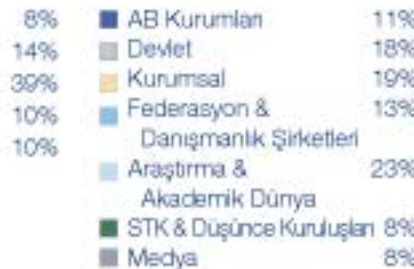 8%
14%
39%
10%
10%
AB Kurumları 11%
Devlet 18%
Kurumsal 19%
Federasyon & 13%
Danışmanlık Şirketleri
Araştırma & 23%
Akademik Dünya
STK & Düşünce Kuruluşları 8%
Medya 8%